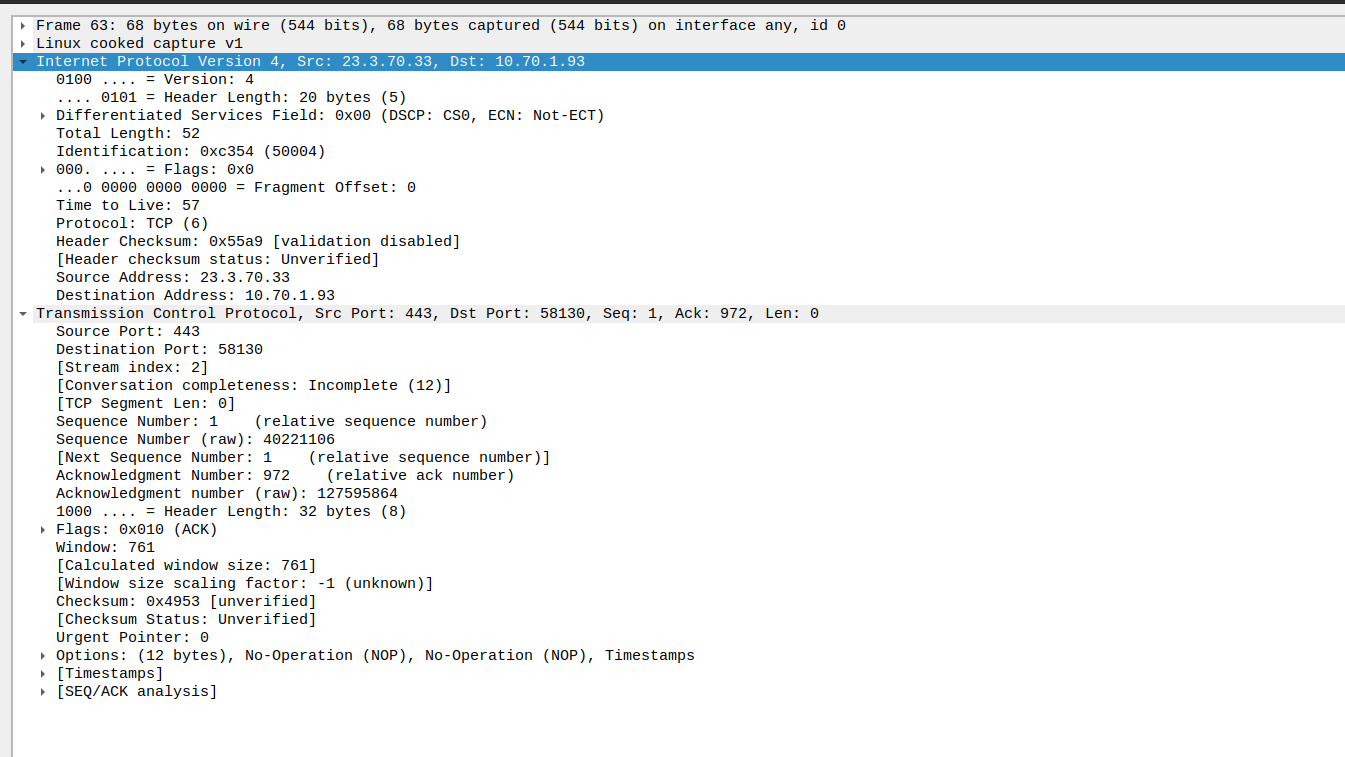 Frame 63: 68 bytes on wire (544 bits), 68 bytes captured (544 bits) on interface any, id 0
Linux cooked capture v1
Internet Protocol Version 4, Src: 23.3.70.33, Dst: 10.70.1.93
0100 .... = Version: 4
.... 0101 = Header Length: 20 bytes (5)
Differentiated Services Field: 0x00 (DSCP: CS0, ECN: Not-ECT)
Total Length: 52
Identification: 0xc354 (50004)
000. .... = Flags: 0x0
...0 0000 0000 0000 = Fragment Offset: 0
Time to Live: 57
Protocol: TCP (6)
Header Checksum: 0x55a9 [validation disabled]
[Header checksum status: Unverified]
Source Address: 23.3.70.33
Destination Address: 10.70.1.93
Transmission Control Protocol, Src Port: 443, Dst Port: 58130, Seq: 1, Ack: 972, Len: 0
Source Port: 443
Destination Port: 58130
[Stream index: 2]
[Conversation completeness: Incomplete (12)]
[TCP Segment Len: 0]
Sequence Number: 1    (relative sequence number)
Sequence Number (raw): 40221106
[Next Sequence Number: 1    (relative sequence number)]
Acknowledgment Number: 972    (relative ack number)
Acknowledgment number (raw): 127595864
1000 .... = Header Length: 32 bytes (8)
Flags: 0x010 (ACK)
Window: 761
[Calculated window size: 761]
[Window size scaling factor: -1 (unknown)]
Checksum: 0x4953 [unverified]
[Checksum Status: Unverified]
Urgent Pointer: 0
Options: (12 bytes), No-Operation (NOP), No-Operation (NOP), Timestamps
[Timestamps]
[SEQ/ACK analysis]